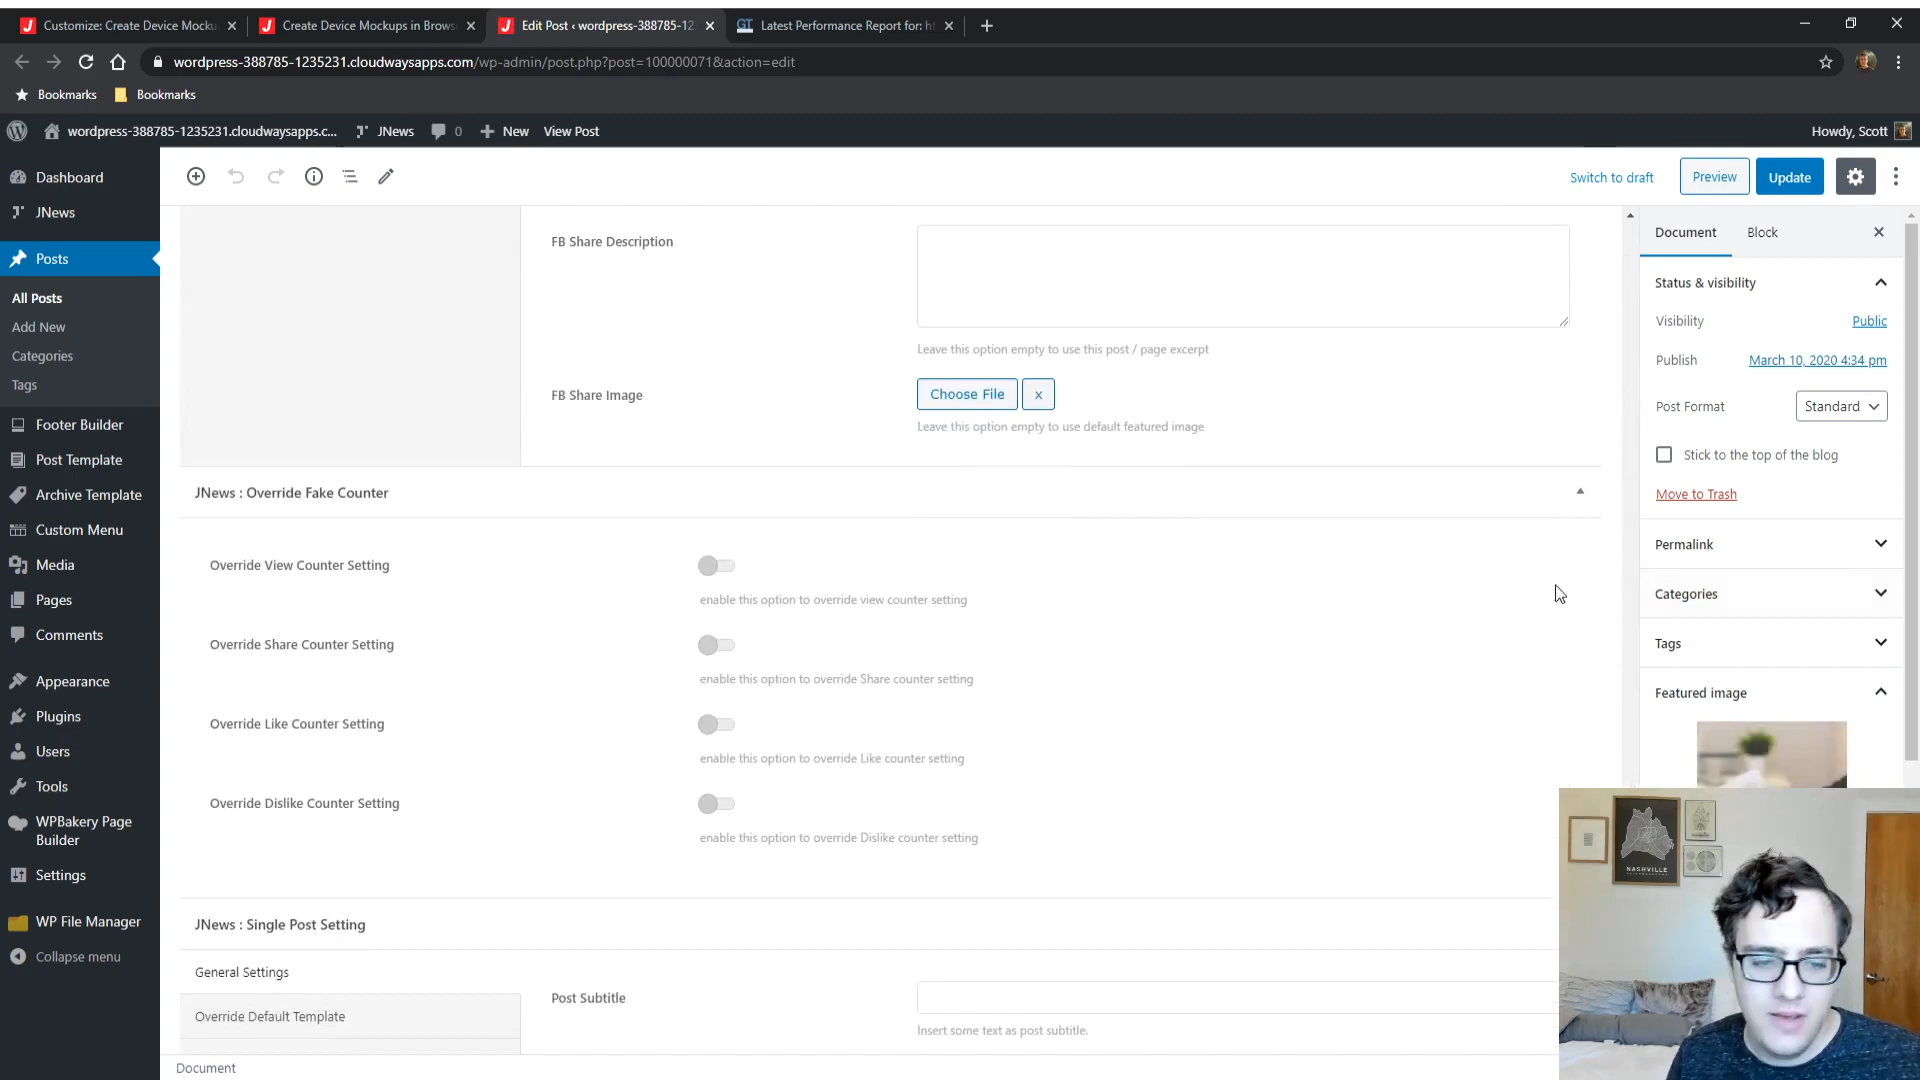 Customize: Create Device Mocku
Create Device Mockups in Brows
Edit Post ‹ wordpress-388785-12
Latest Performance Report for: ht
wordpress-388785-1235231.cloudwaysapps.com/wp-admin/post.php?post=100000071&action=edit
Bookmarks
Bookmarks
wordpress-388785-1235231.cloudwaysapps.c...
JNews
0
New
View Post
Howdy, Scott
Dashboard
JNews
Posts
All Posts
Add New
Categories
Tags
Footer Builder
Post Template
Archive Template
Custom Menu
Media
Pages
Comments
Appearance
Plugins
Users
Tools
WPBakery Page
Builder
Settings
WP File Manager
Collapse menu
Switch to draft
Preview
Update
FB Share Description
Leave this option empty to use this post / page excerpt
FB Share Image
Choose File
x
Leave this option empty to use default featured image
JNews : Override Fake Counter
Override View Counter Setting
enable this option to override view counter setting
Override Share Counter Setting
enable this option to override Share counter setting
Override Like Counter Setting
enable this option to override Like counter setting
Override Dislike Counter Setting
enable this option to override Dislike counter setting
JNews : Single Post Setting
General Settings
Override Default Template
Post Subtitle
Insert some text as post subtitle.
Document
Document
Block
Status & visibility
Visibility
Public
Publish
March 10, 2020 4:34 pm
Post Format
Standard
Stick to the top of the blog
Move to Trash
Permalink
Categories
Tags
Featured image
NASHVILLE